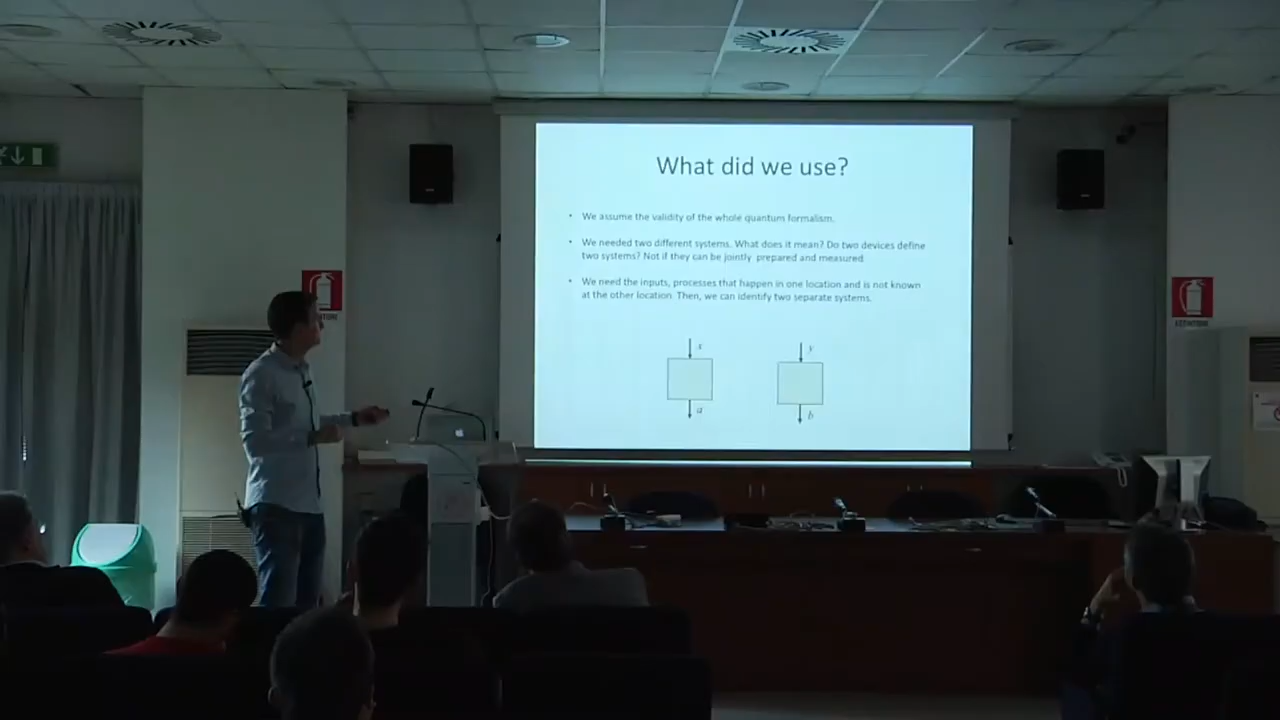 What did we use?
• We assume the validity of the whole quantum formalism.
• We needed two different systems. What does it mean? Do two devices define
two systems? Not if they can be jointly prepared and measured
• We need the inputs, processes that happen in one location and is not known
at the other location. Then, we can identify two separate systems.
x
y
a
b
ESTINTORE